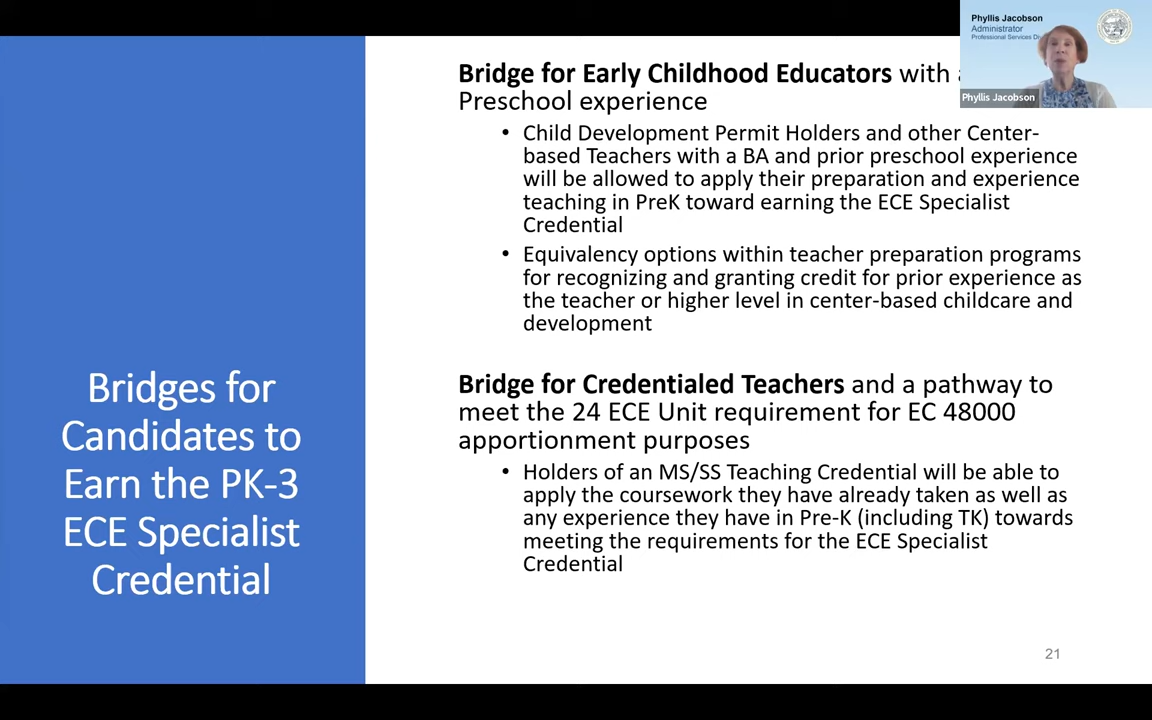 Phyllis Jacobson
Administrator
Professional Services
Phyllis Jacobson
Bridge for Early Childhood Educators with
Preschool experience
• Child Development Permit Holders and other Center-
based Teachers with a BA and prior preschool experience
will be allowed to apply their preparation and experience
teaching in PreK toward earning the ECE Specialist
Credential
• Equivalency options within teacher preparation programs
for recognizing and granting credit for prior experience as
the teacher or higher level in center-based childcare and
development
Bridges for
Candidates to
Earn the PK-3
ECE Specialist
Credential
Bridge for Credentialed Teachers and a pathway to
meet the 24 ECE Unit requirement for EC 48000
apportionment purposes
• Holders of an MS/SS Teaching Credential will be able to
apply the coursework they have already taken as well as
any experience they have in Pre-K (including TK) towards
meeting the requirements for the ECE Specialist
Credential
21